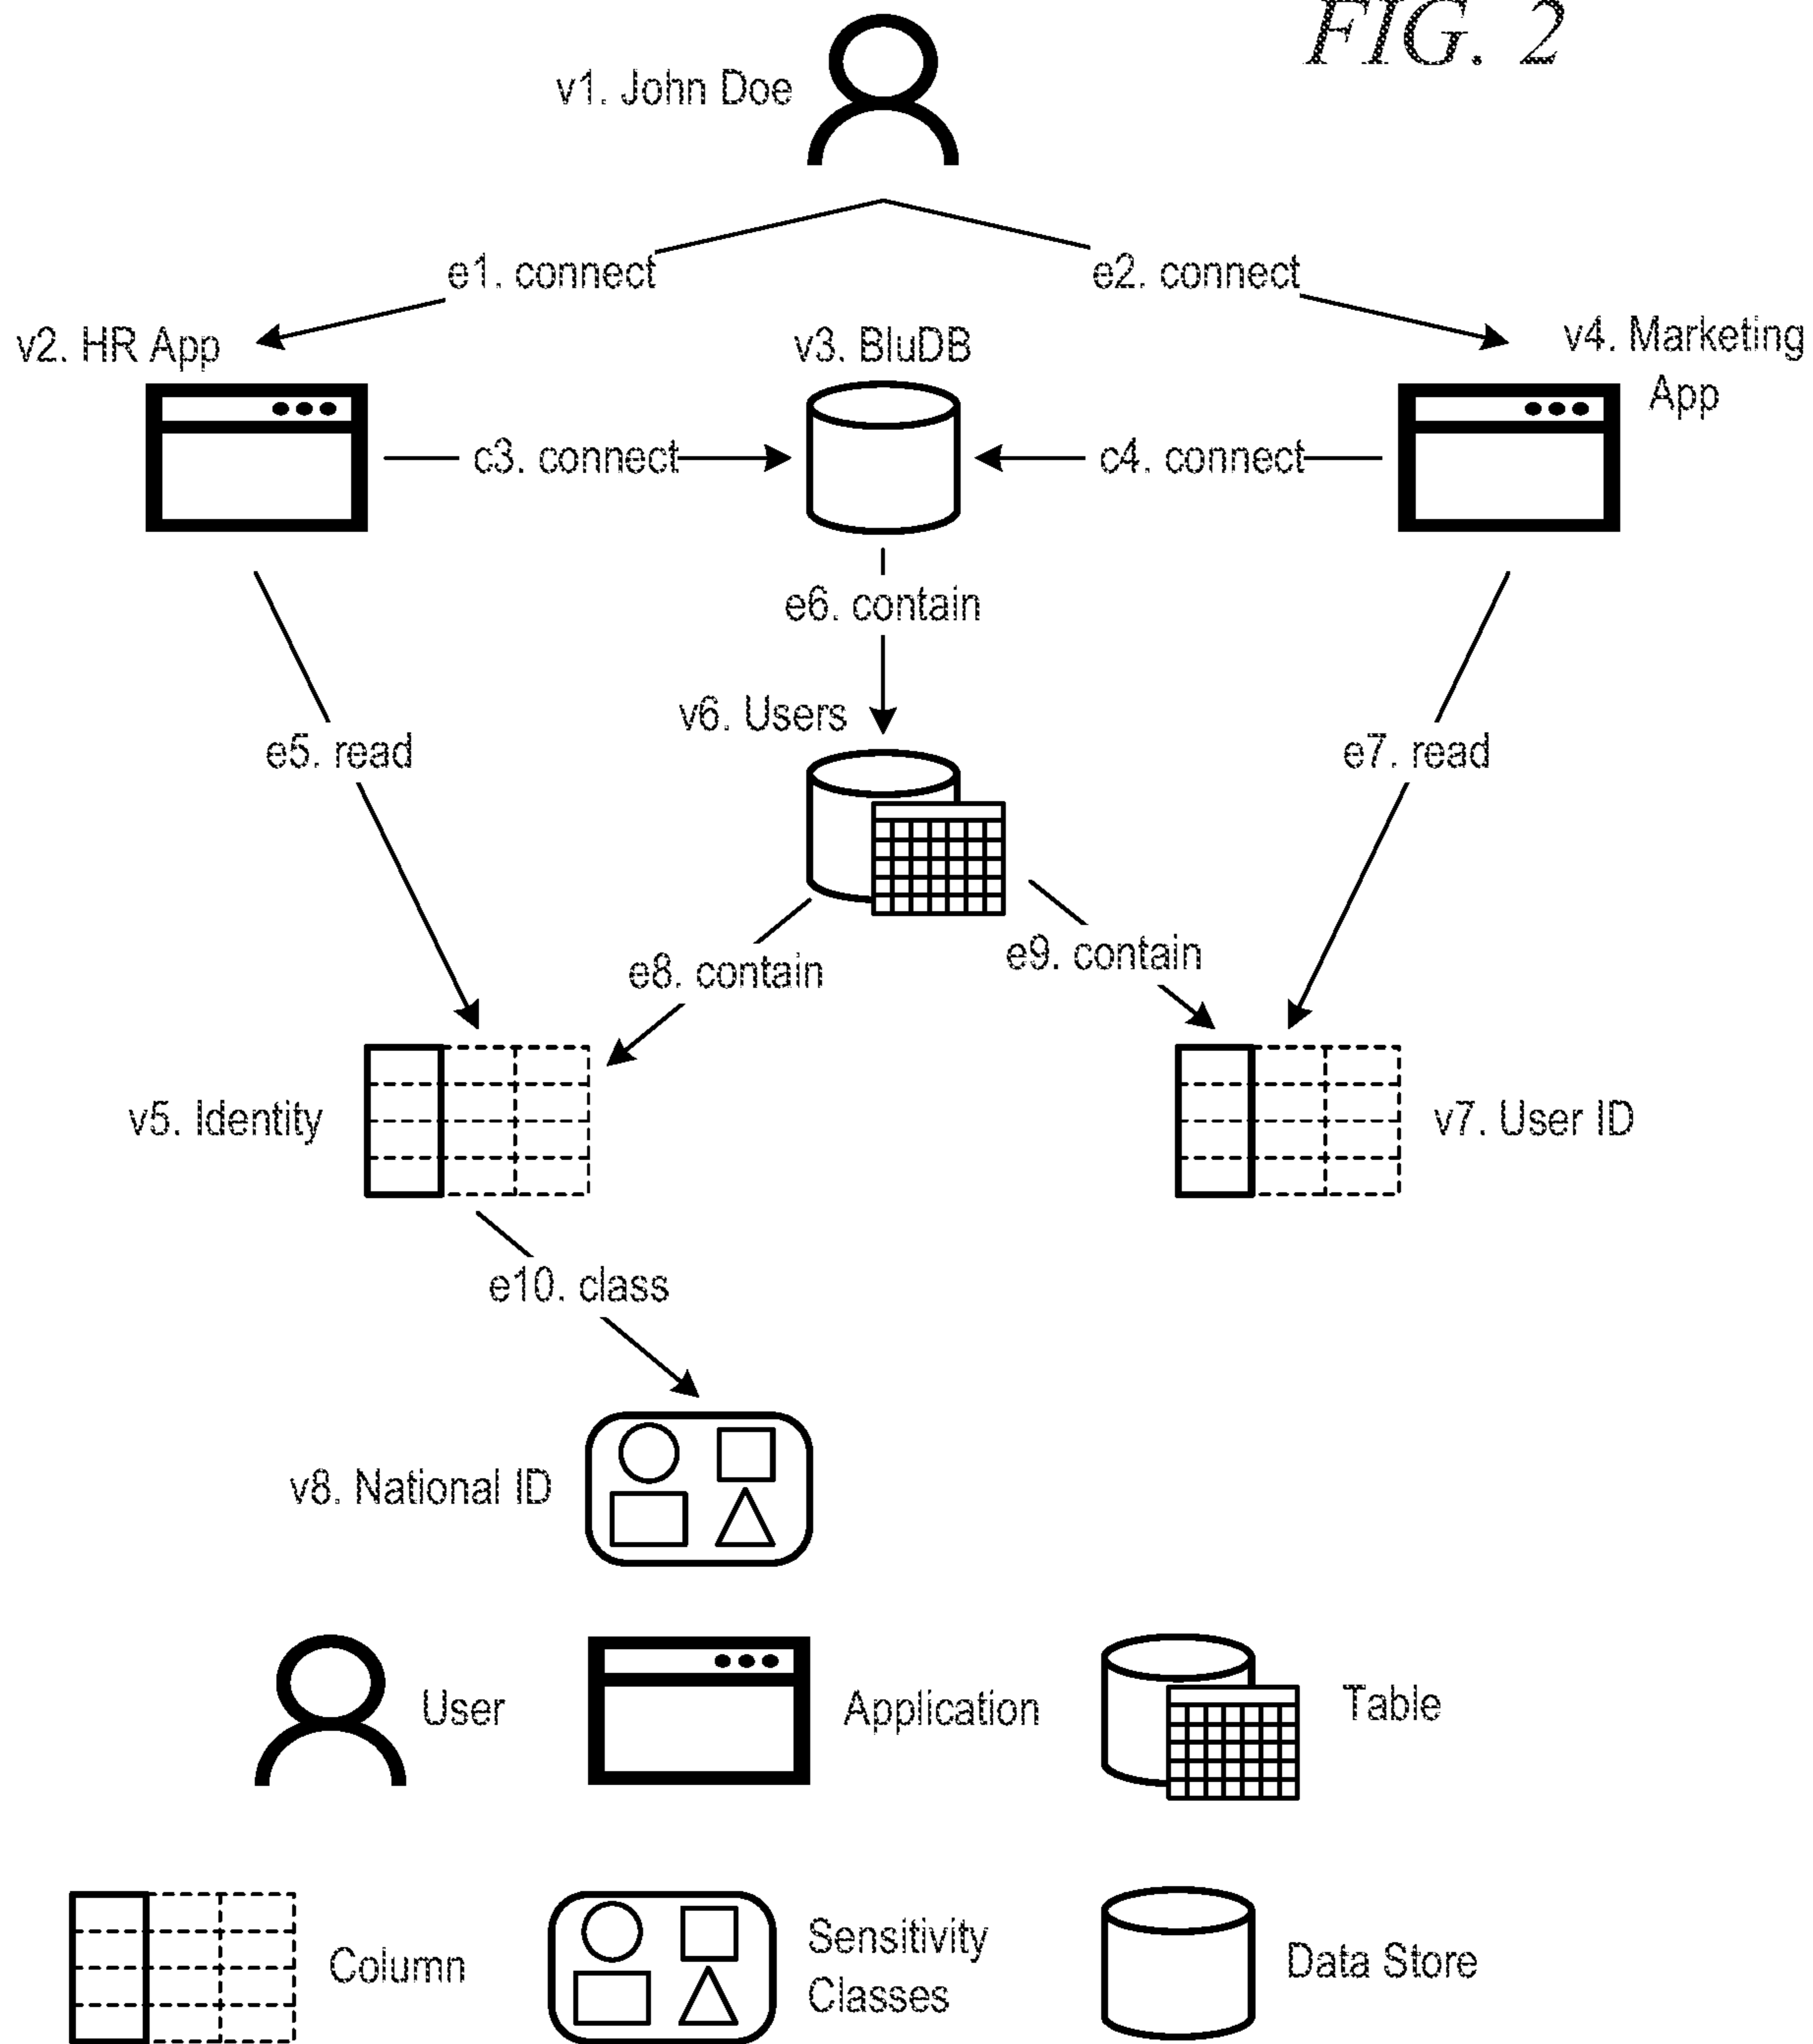 FIG. 2
v1. John Doe
e1. connect
e2. connect
v2. HR App
v3. BluDB
v4. Marketing
App
c3. connect
c4. connect
e6. contain
v6. Users
e5. read
e7. read
e8. contain
e9. contain
v5. Identity
v7. User ID
e10. class
v8. National ID
User
Application
Table
Column
Sensitivity
Classes
Data Store